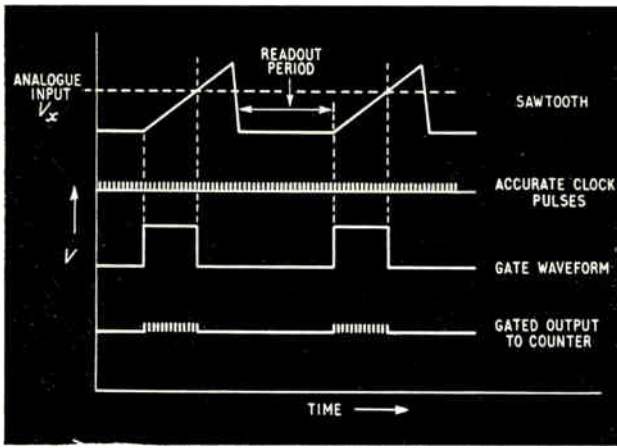 READOUT
PERIOD
ANALOGUE
INPUT
Vx
SAWTOOTH
ACCURATE CLOCK
PULSES
V
GATE WAVEFORM
GATED OUTPUT
TO COUNTER
TIME